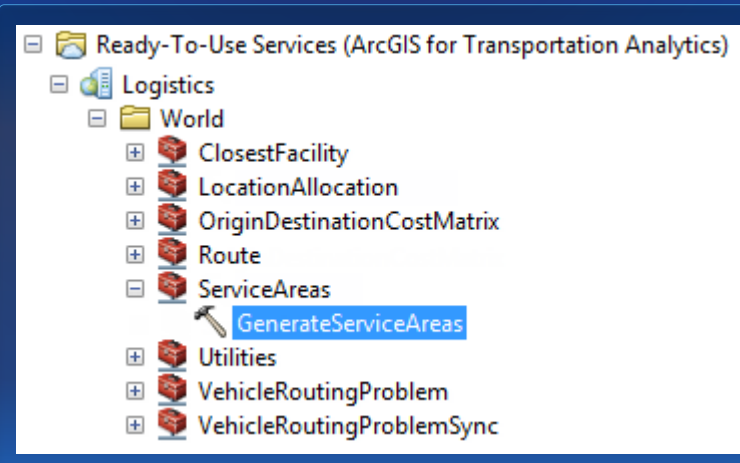 Ready-To-Use Services (ArcGIS for Transportation Analytics)
Logistics
World
ClosestFacility
LocationAllocation
OriginDestinationCostMatrix
Route
ServiceAreas
GenerateServiceAreas
Utilities
VehicleRoutingProblem
VehicleRoutingProblemSync